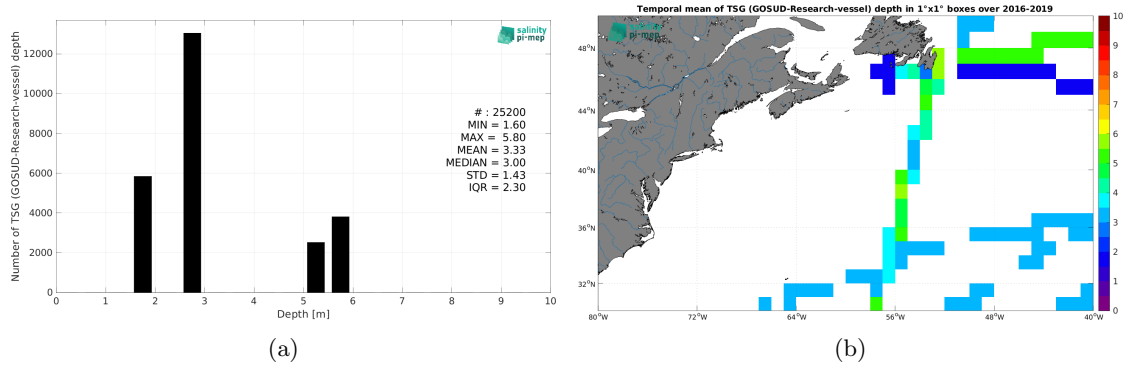 salinity
pi-mep
Number of TSG (GOSUD-Research-vessel) depth
12000
10000
8000
6000
4000
2000
0
# : 25200
MIN = 1.60
MAX = 5.80
MEAN = 3.33
MEDIAN = 3.00
STD = 1.43
IQR = 2.30
0 1 2 3 4 5 6 7 8 9 10
Depth [m]
(a)
Temporal mean of TSG (GOSUD-Research-vessel) depth in 1°x1° boxes over 2016-2019
salinity
pi-mep
48°N
44°N
40°N
36°N
32°N
80°W 72°W 64°W 56°W 48°W 40°W
10
9
8
7
6
5
4
3
2
1
0
(b)